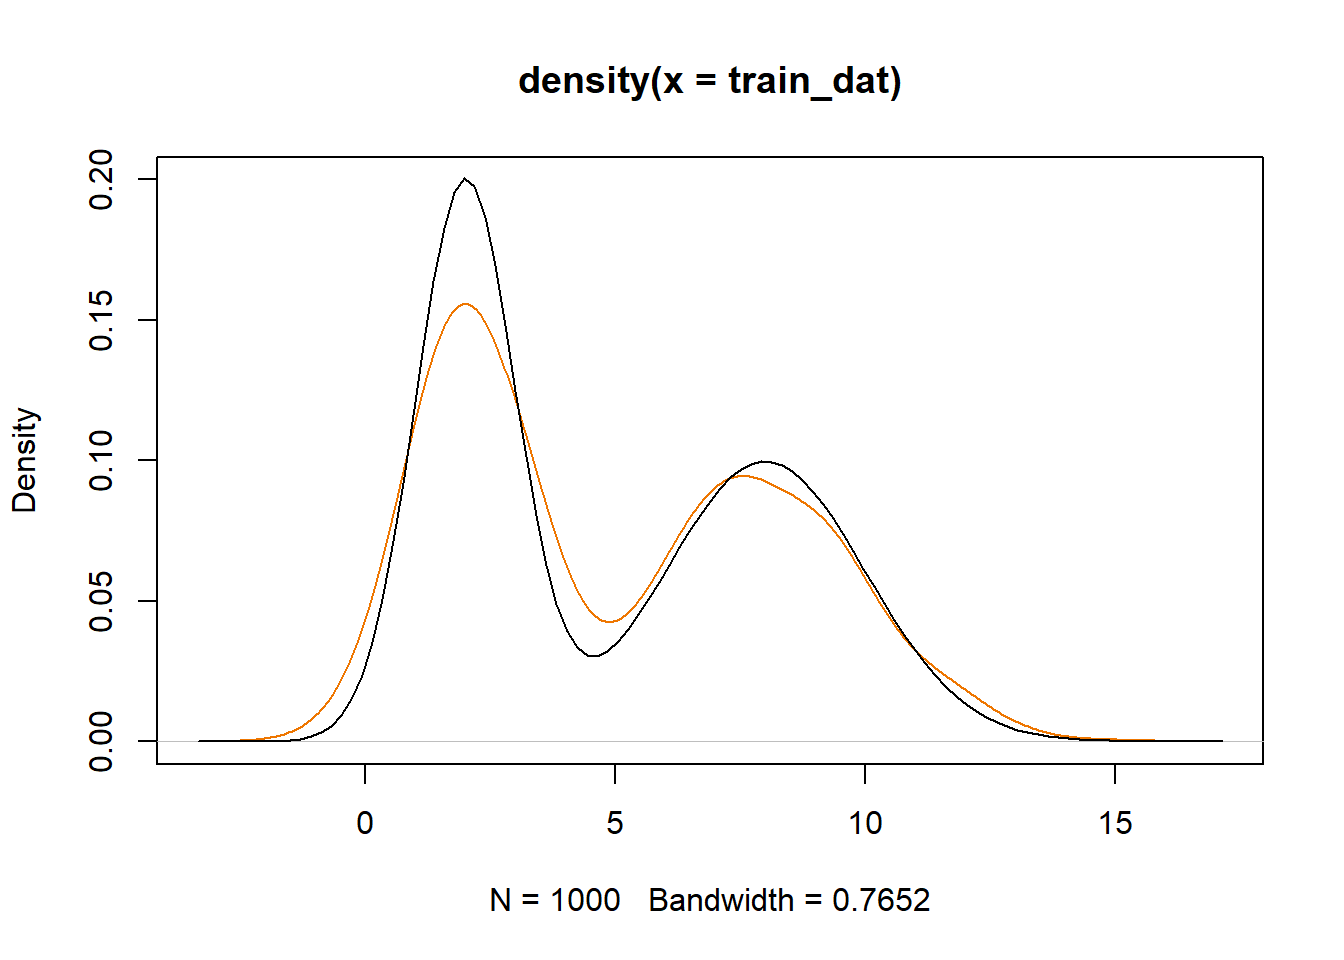 density(x = train_dat)
Density
0.20
0.15
0.10
0.05
0.00
0 5 10 15
N = 1000 Bandwidth = 0.7652